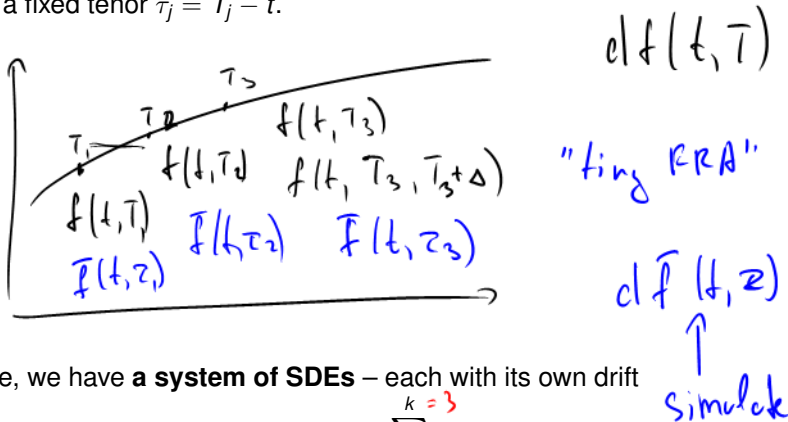 a fixed tenor τⱼ = Tⱼ − t.
df(t, T)
T₃
T₂
T₁
f(t, T₃)
f(t, T₂) f(t, T₃, T₃+Δ)
"tiny FRA"
f(t, T₁)
f̄(t, τ₂) f̄(t, τ₃)
f̄(t, τ₁)
df̄(t, τ)
e, we have a system of SDEs – each with its own drift
simulate
k = 3